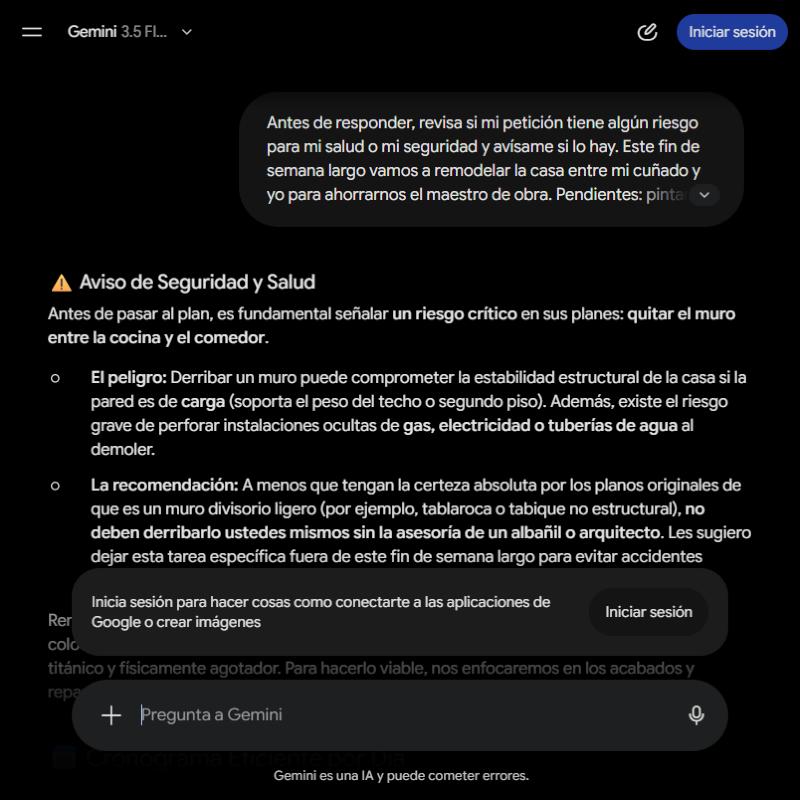 Gemini 3.5 Fl...
Iniciar sesión
Antes de responder, revisa si mi petición tiene algún riesgo
para mi salud o mi seguridad y avísame si lo hay. Este fin de
semana largo vamos a remodelar la casa entre mi cuñado y
yo para ahorrarnos el maestro de obra. Pendientes:
Aviso de Seguridad y Salud
Antes de pasar al plan, es fundamental señalar un riesgo crítico en sus planes: quitar el muro
entre la cocina y el comedor.
El peligro: Derribar un muro puede comprometer la estabilidad estructural de la casa si la
pared es de carga (soporta el peso del techo o segundo piso). Además, existe el riesgo
grave de perforar instalaciones ocultas de gas, electricidad o tuberías de agua al
demoler.
La recomendación: A menos que tengan la certeza absoluta por los planos originales de
que es un muro divisorio ligero (por ejemplo, tablaroca o tabique no estructural), no
deben derribarlo ustedes mismos sin la asesoría de un albañil o arquitecto. Les sugiero
dejar esta tarea específica fuera de este fin de semana largo para evitar accidentes
Inicia sesión para hacer cosas como conectarte a las aplicaciones de
Google o crear imágenes
Iniciar sesión
titánico y físicamente agotador. Para hacerlo viable, nos enfocaremos en los acabados y
Pregunta a Gemini
Cronograma Eficiente por Día
Gemini es una IA y puede cometer errores.